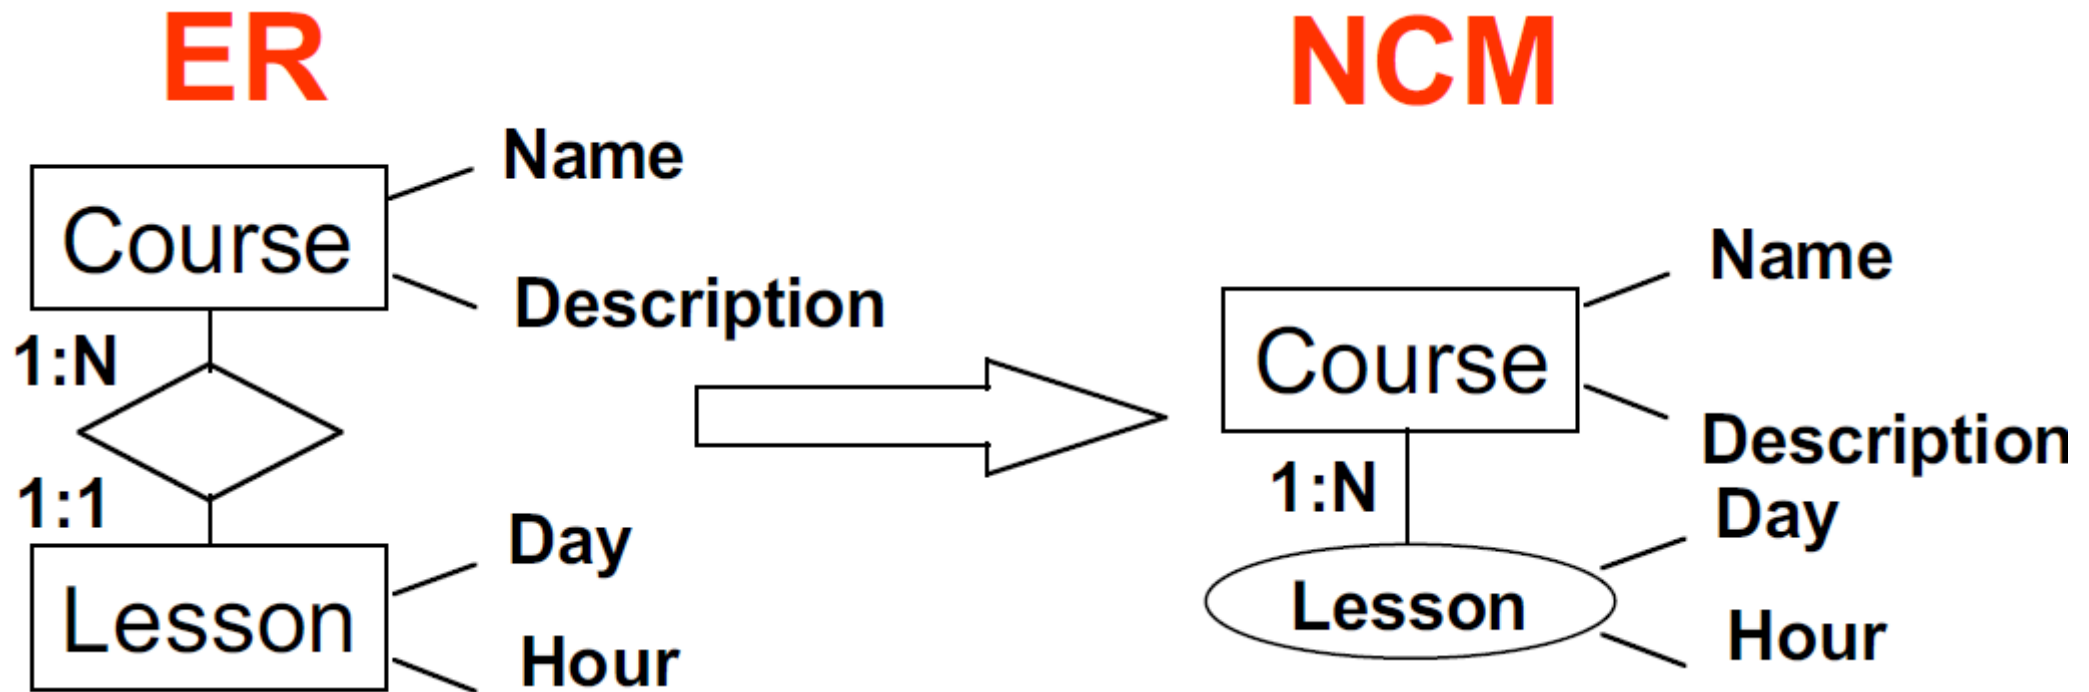 ER
NCM
Name
Course
Description
1:N
1:1
Day
Lesson
Hour
Name
Course
Description
1:N
Day
Lesson
Hour